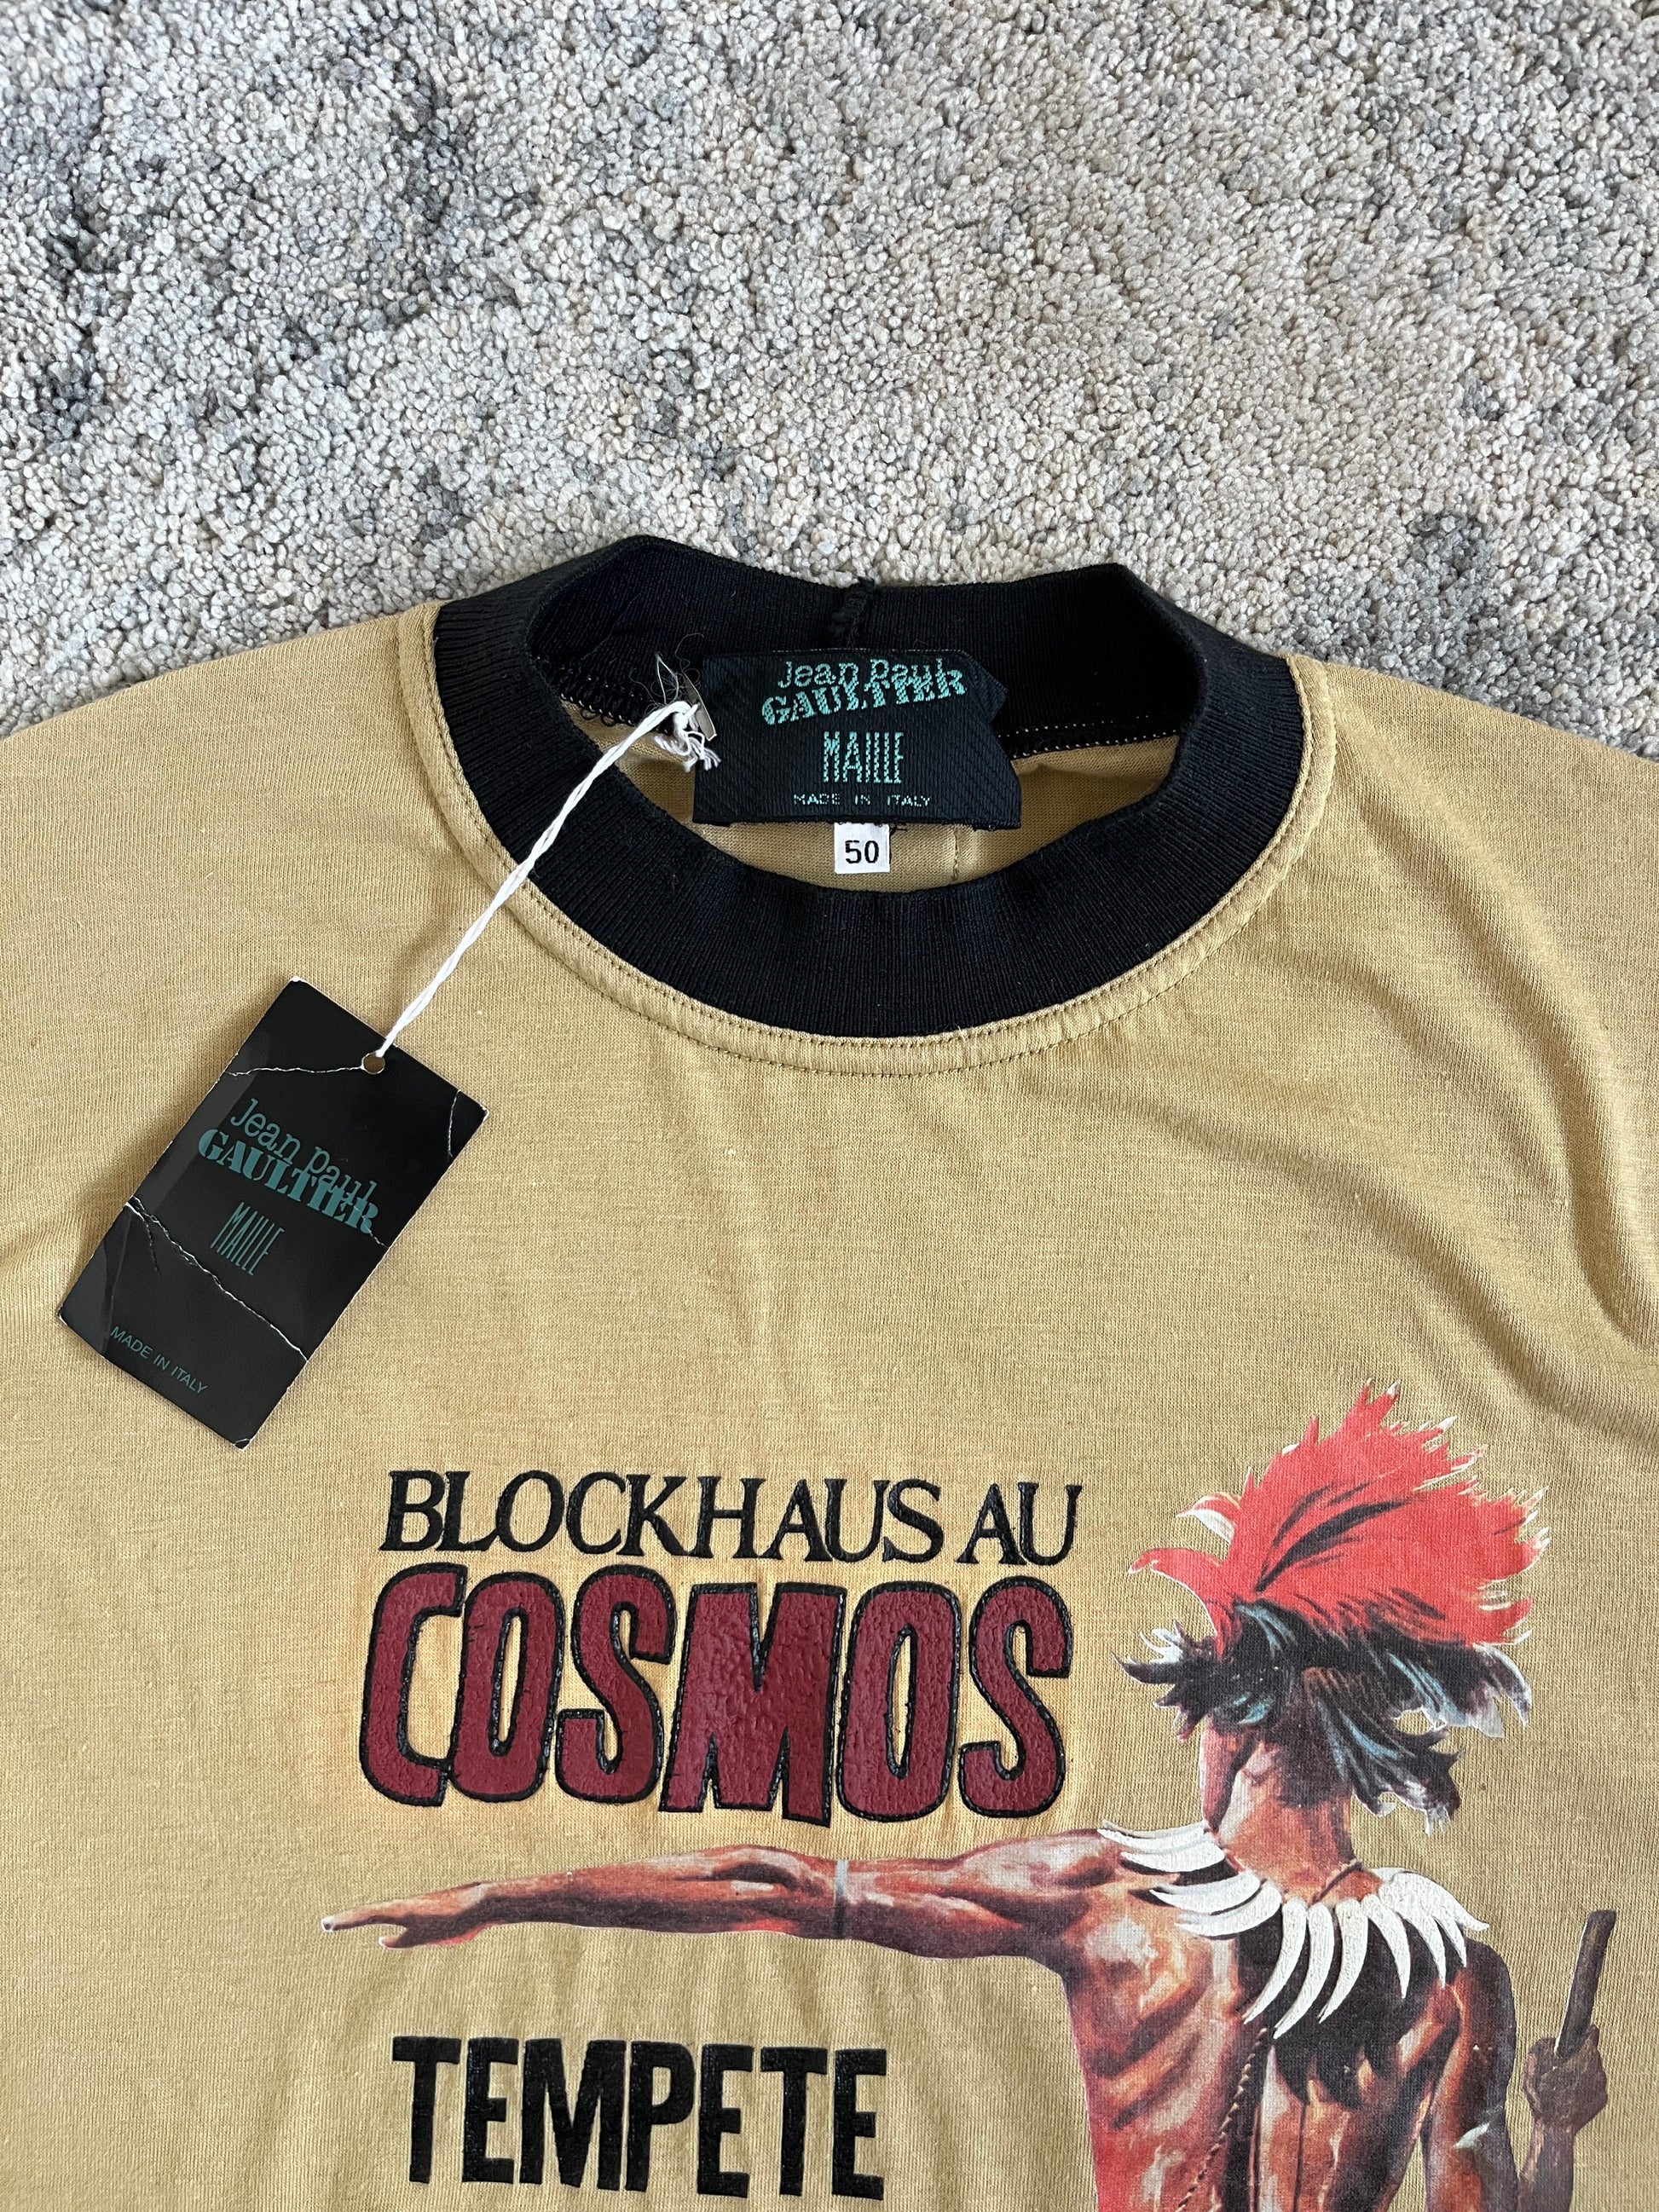 Jean Paul
GAULTIER
MAILLE
MADE IN ITALY
50
Jean Paul
GAULTIER
MAILLE
MADE IN ITALY
BLOCKHAUS AU
COSMOS
TEMPETE